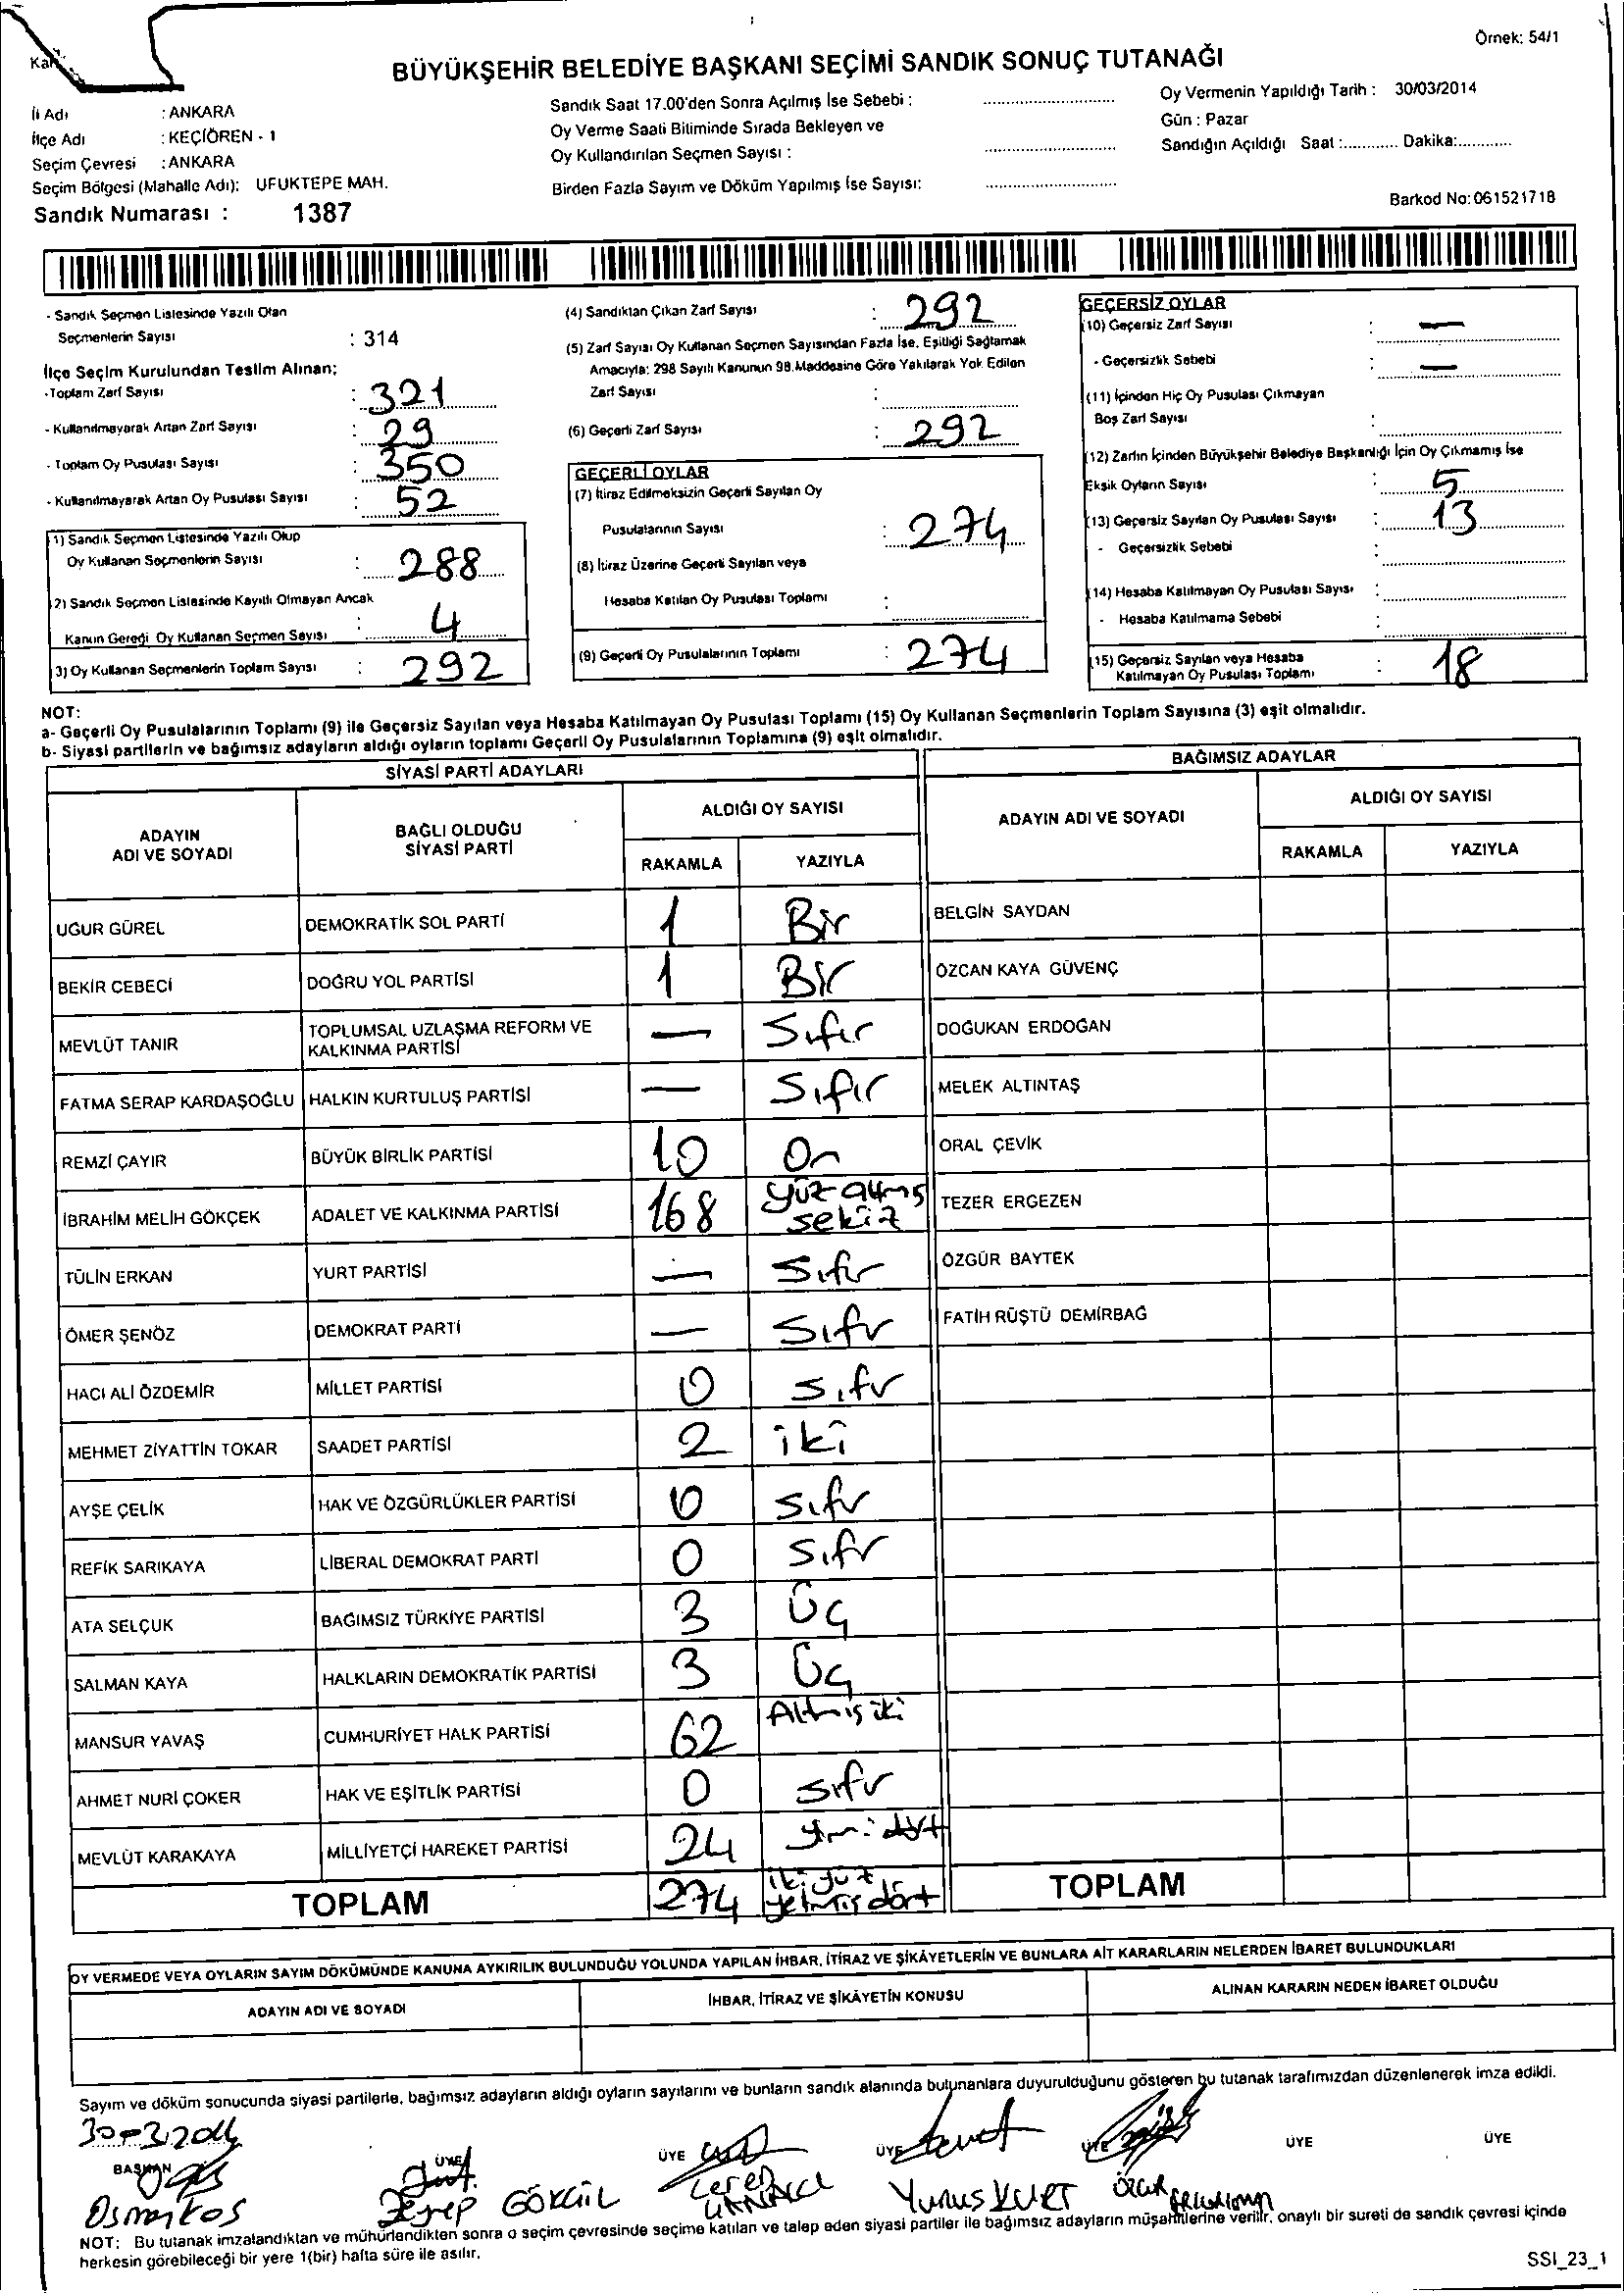 Örnek: 54/1
BÜYÜKŞEHİR BELEDİYE BAŞKANI SEÇİMİ SANDIK SONUÇ TUTANAĞI
İli Adı : ANKARA
İlçe Adı : KEÇİÖREN - 1
Seçim Çevresi : ANKARA
Seçim Bölgesi (Mahalle Adı): UFUKTEPE MAH.
Sandık Numarası : 1387
Sandık Saat 17.00'den Sonra Açılmış İse Sebebi :
Oy Verme Saati Bitiminde Sırada Bekleyen ve
Oy Kullandırılan Seçmen Sayısı :
Birden Fazla Sayım ve Döküm Yapılmış İse Sayısı:
Oy Vermenin Yapıldığı Tarih : 30/03/2014
Gün : Pazar
Sandığın Açıldığı Saat :............ Dakika:............
Barkod No:061521718
- Sandık Seçmen Listesinde Yazılı Olan
Seçmenlerin Sayısı : 314
İlçe Seçim Kurulundan Teslim Alınan:
-Toplam Zarf Sayısı : 321
- Kullanılmayarak Artan Zarf Sayısı : 29
- Toplam Oy Pusulası Sayısı : 350
- Kullanılmayarak Artan Oy Pusulası Sayısı : 52
1) Sandık Seçmen Listesinde Yazılı Olup
Oy Kullanan Seçmenlerin Sayısı : 288
2) Sandık Seçmen Listesinde Kayıtlı Olmayan Ancak
Kanun Gereği Oy Kullanan Seçmen Sayısı : 4
3) Oy Kullanan Seçmenlerin Toplam Sayısı : 292
(4) Sandıktan Çıkan Zarf Sayısı : 292
(5) Zarf Sayısı Oy Kullanan Seçmen Sayısından Fazla İse, Eşitliği Sağlamak
Amacıyla; 298 Sayılı Kanunun 98.Maddesine Göre Yakılarak Yok Edilen
Zarf Sayısı :
(6) Geçerli Zarf Sayısı : 292
GEÇERLİ OYLAR
(7) İtiraz Edilmeksizin Geçerli Sayılan Oy
Pusulalarının Sayısı : 274
(8) İtiraz Üzerine Geçerli Sayılan veya
Hesaba Katılan Oy Pusulası Toplamı :
(9) Geçerli Oy Pusulalarının Toplamı : 274
GEÇERSİZ OYLAR
(10) Geçersiz Zarf Sayısı : —
- Geçersizlik Sebebi : —
(11) İçinden Hiç Oy Pusulası Çıkmayan
Boş Zarf Sayısı :
(12) Zarfın İçinden Büyükşehir Belediye Başkanlığı İçin Oy Çıkmamış İse
Eksik Oyların Sayısı : 5
(13) Geçersiz Sayılan Oy Pusulası Sayısı : 13
- Geçersizlik Sebebi :
(14) Hesaba Katılmayan Oy Pusulası Sayısı :
- Hesaba Katılmama Sebebi :
(15) Geçersiz Sayılan veya Hesaba
Katılmayan Oy Pusulası Toplamı : 18
NOT:
a- Geçerli Oy Pusulalarının Toplamı (9) ile Geçersiz Sayılan veya Hesaba Katılmayan Oy Pusulası Toplamı (15) Oy Kullanan Seçmenlerin Toplam Sayısına (3) eşit olmalıdır.
b- Siyasi partilerin ve bağımsız adayların aldığı oyların toplamı Geçerli Oy Pusulalarının Toplamına (9) eşit olmalıdır.
SİYASİ PARTİ ADAYLARI
BAĞIMSIZ ADAYLAR
ADAYIN ADI VE SOYADI
BAĞLI OLDUĞU SİYASİ PARTİ
ALDIĞI OY SAYISI
RAKAMLA YAZIYLA
ADAYIN ADI VE SOYADI
ALDIĞI OY SAYISI
RAKAMLA YAZIYLA
UĞUR GÜREL DEMOKRATİK SOL PARTİ 1 Bir BELGİN SAYDAN
BEKİR CEBECİ DOĞRU YOL PARTİSİ 1 Bir ÖZCAN KAYA GÜVENÇ
MEVLÜT TANIR TOPLUMSAL UZLAŞMA REFORM VE KALKINMA PARTİSİ — Sıfır DOĞUKAN ERDOĞAN
FATMA SERAP KARDAŞOĞLU HALKIN KURTULUŞ PARTİSİ — Sıfır MELEK ALTINTAŞ
REMZİ ÇAYIR BÜYÜK BİRLİK PARTİSİ 10 On ORAL ÇEVİK
İBRAHİM MELİH GÖKÇEK ADALET VE KALKINMA PARTİSİ 168 yüz altmış sekiz TEZER ERGEZEN
TÜLİN ERKAN YURT PARTİSİ — Sıfır ÖZGÜR BAYTEK
ÖMER ŞENÖZ DEMOKRAT PARTİ — Sıfır FATİH RÜŞTÜ DEMİRBAĞ
HACI ALİ ÖZDEMİR MİLLET PARTİSİ 0 Sıfır
MEHMET ZİYATTİN TOKAR SAADET PARTİSİ 2 iki
AYŞE ÇELİK HAK VE ÖZGÜRLÜKLER PARTİSİ 0 Sıfır
REFİK SARIKAYA LİBERAL DEMOKRAT PARTİ 0 Sıfır
ATA SELÇUK BAĞIMSIZ TÜRKİYE PARTİSİ 3 Üç
SALMAN KAYA HALKLARIN DEMOKRATİK PARTİSİ 3 Üç
MANSUR YAVAŞ CUMHURİYET HALK PARTİSİ 62 Altmış iki
AHMET NURİ ÇOKER HAK VE EŞİTLİK PARTİSİ 0 sıfır
MEVLÜT KARAKAYA MİLLİYETÇİ HAREKET PARTİSİ 24 yirmi dört
TOPLAM 274 iki yüz yetmiş dört TOPLAM
OY VERMEDE VEYA OYLARIN SAYIM DÖKÜMÜNDE KANUNA AYKIRILIK BULUNDUĞU YOLUNDA YAPILAN İHBAR, İTİRAZ VE ŞİKÂYETLERİN VE BUNLARA AİT KARARLARIN NELERDEN İBARET BULUNDUKLARI
ADAYIN ADI VE SOYADI İHBAR, İTİRAZ VE ŞİKÂYETİN KONUSU ALINAN KARARIN NEDEN İBARET OLDUĞU
Sayım ve döküm sonucunda siyasi partilerle, bağımsız adayların aldığı oyların sayılarını ve bunların sandık alanında bulunanlara duyurulduğunu gösteren bu tutanak tarafımızdan düzenlenerek imza edildi.
30-3-2014
BAŞKAN ÜYE ÜYE ÜYE ÜYE ÜYE ÜYE
Zeynep GÖKGÜL Yunus KURT
NOT: Bu tutanak imzalandıktan ve mühürlendikten sonra o seçim çevresinde seçime katılan ve talep eden siyasi partiler ile bağımsız adayların müşahitlerine verilir, onaylı bir sureti de sandık çevresi içinde
herkesin görebileceği bir yere 1(bir) hafta süre ile asılır.
SSI_23_1